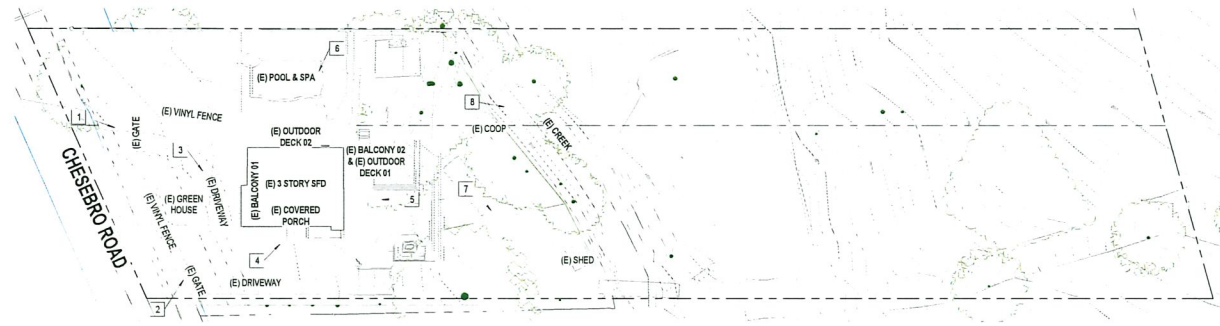 6
(E) POOL & SPA
8
1
(E) VINYL FENCE
(E) GATE
(E) COOP
(E) CREEK
(E) OUTDOOR
DECK 02
3
(E) BALCONY 02
& (E) OUTDOOR
DECK 01
CHESEBRO ROAD
(E) BALCONY 01
(E) 3 STORY SFD
7
(E) DRIVEWAY
(E) GREEN
HOUSE
5
(E) VINYL FENCE
(E) COVERED
PORCH
4
(E) SHED
(E) GATE
(E) DRIVEWAY
2